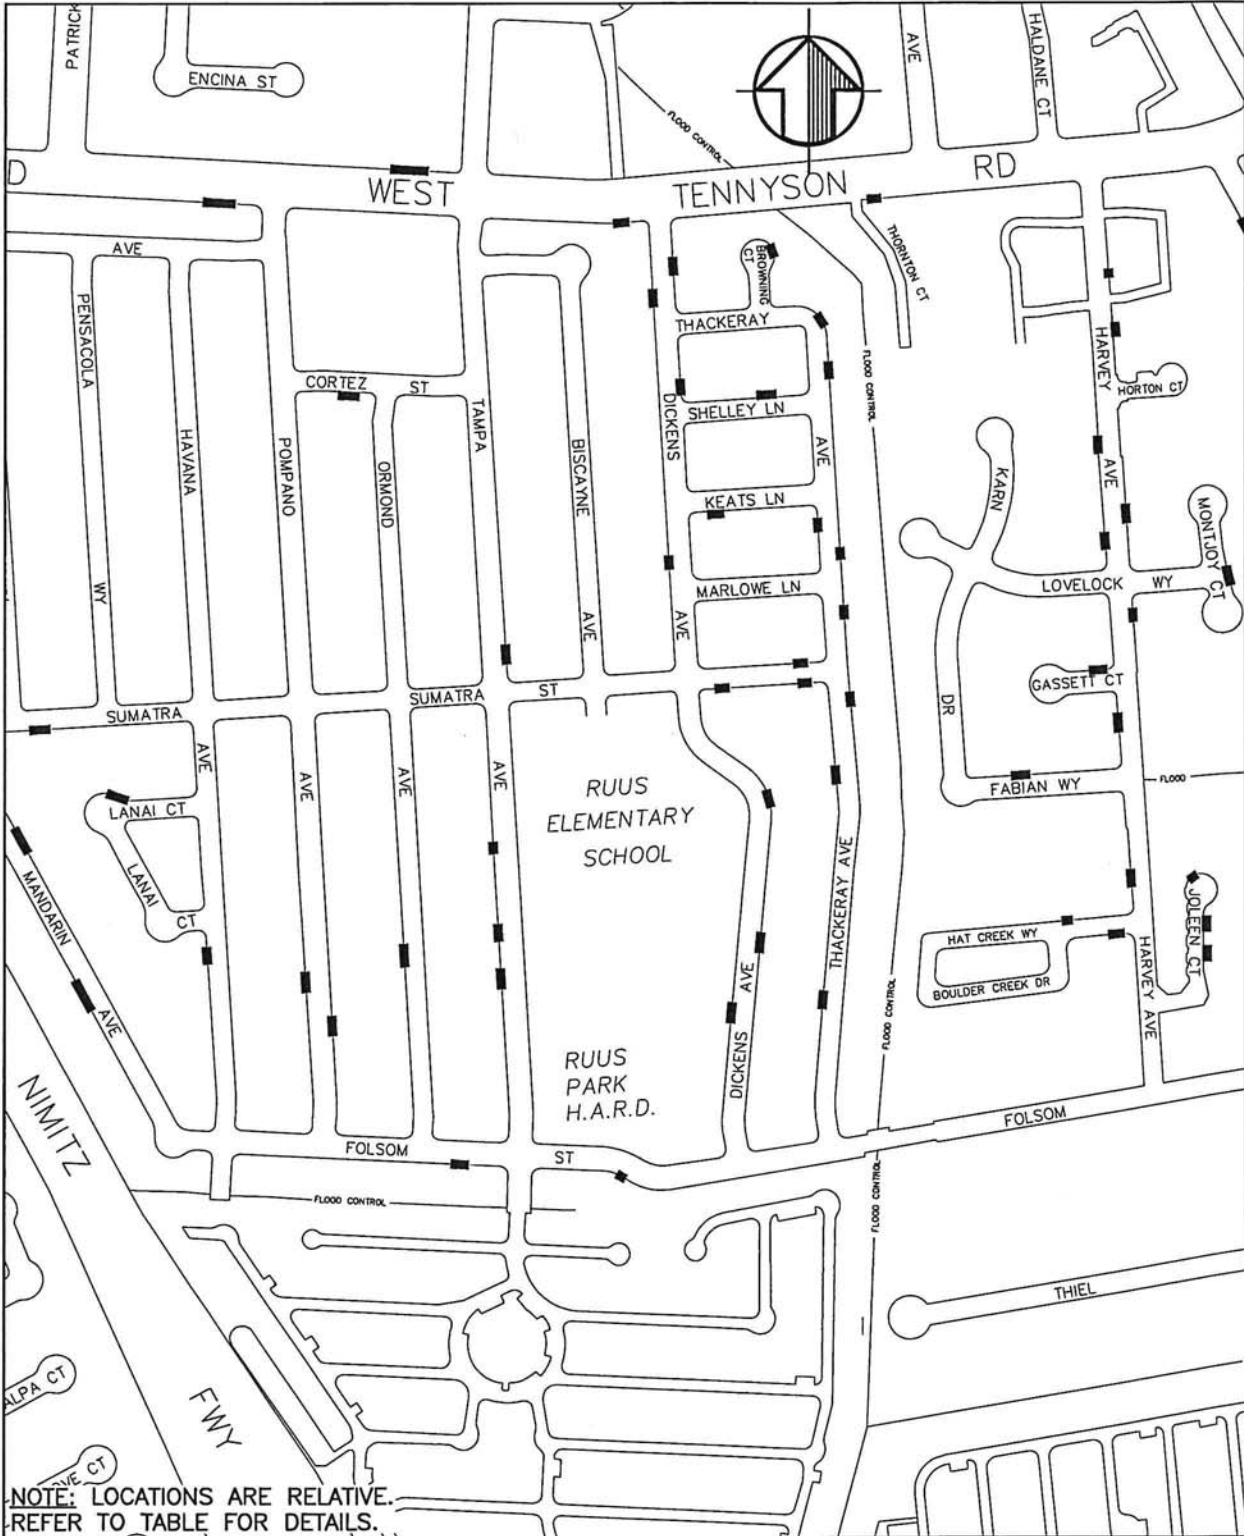 PATRICK
ENCINA ST
FLOOD CONTROL
AVE
HALDANE CT
WEST
TENNYSON
RD
AVE
BROWNING
CT
THORNTON CT
PENSACOLA
THACKERAY
FLOOD CONTROL
HARVEY
CORTEZ
ST
HORTON CT
DICKENS
SHELLEY LN
TAMPA
HAVANA
POMPANO
ORMOND
BISCAYNE
AVE
AVE
KARN
KEATS LN
MONTJOY CT
WY
AVE
AVE
MARLOWE LN
LOVELOCK
WY
GASSETT CT
SUMATRA
SUMATRA
ST
DR
AVE
AVE
AVE
AVE
RUUS
ELEMENTARY
SCHOOL
FABIAN WY
FLOOD
LANAI CT
LANAI
CT
MANDARIN
AVE
THACKERAY AVE
HAT CREEK WY
BOULDER CREEK DR
JOLEEN CT
HARVEY AVE
DICKENS
AVE
FLOOD CONTROL
RUUS
PARK
H.A.R.D.
NIMITZ
FOLSOM
FOLSOM
ST
FLOOD CONTROL
FLOOD CONTROL
THIEL
ALPA CT
FWY
VE CT
NOTE: LOCATIONS ARE RELATIVE.
REFER TO TABLE FOR DETAILS.